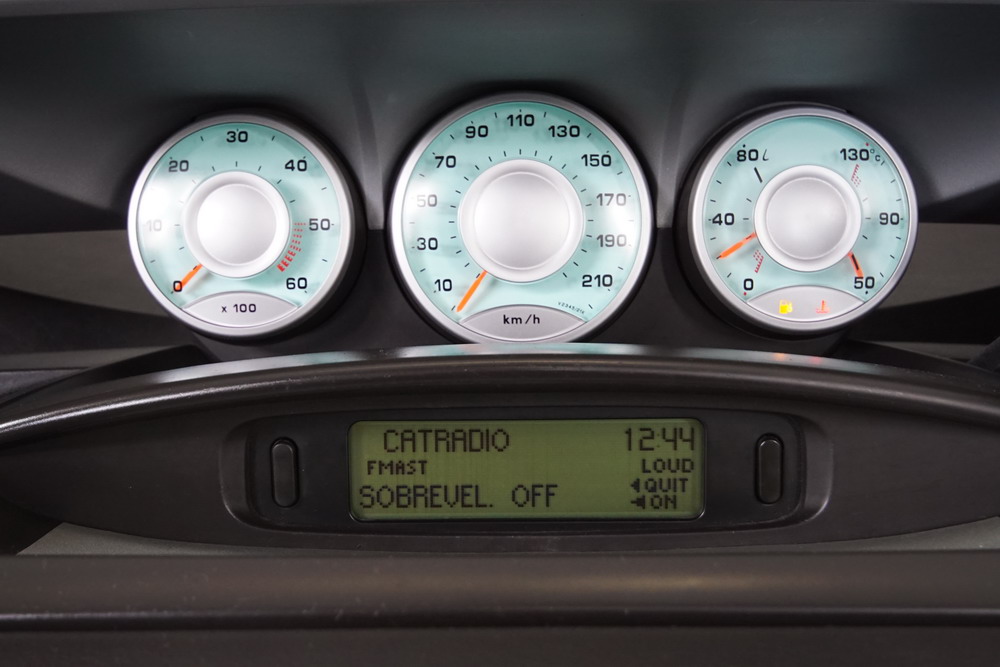 0 10 20 30 40 50 60
x 100
10 30 50 70 90 110 130 150 170 190 210
km/h
0 40 80 L
130 °C 90 50
CATRADIO 12:44
FMAST LOUD
SOBREVEL. OFF QUIT
ON